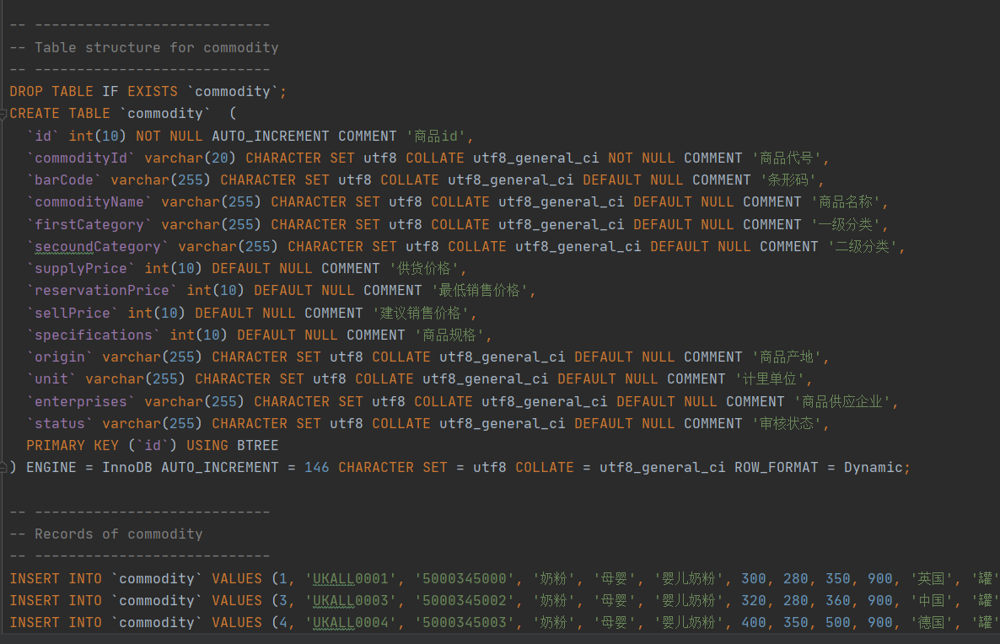 -- ----------------------------
-- Table structure for commodity
-- ----------------------------
DROP TABLE IF EXISTS `commodity`;
CREATE TABLE `commodity`  (
  `id` int(10) NOT NULL AUTO_INCREMENT COMMENT '商品id',
  `commodityId` varchar(20) CHARACTER SET utf8 COLLATE utf8_general_ci NOT NULL COMMENT '商品代号',
  `barCode` varchar(255) CHARACTER SET utf8 COLLATE utf8_general_ci DEFAULT NULL COMMENT '条形码',
  `commodityName` varchar(255) CHARACTER SET utf8 COLLATE utf8_general_ci DEFAULT NULL COMMENT '商品名称',
  `firstCategory` varchar(255) CHARACTER SET utf8 COLLATE utf8_general_ci DEFAULT NULL COMMENT '一级分类',
  `secoundCategory` varchar(255) CHARACTER SET utf8 COLLATE utf8_general_ci DEFAULT NULL COMMENT '二级分类',
  `supplyPrice` int(10) DEFAULT NULL COMMENT '供货价格',
  `reservationPrice` int(10) DEFAULT NULL COMMENT '最低销售价格',
  `sellPrice` int(10) DEFAULT NULL COMMENT '建议销售价格',
  `specifications` int(10) DEFAULT NULL COMMENT '商品规格',
  `origin` varchar(255) CHARACTER SET utf8 COLLATE utf8_general_ci DEFAULT NULL COMMENT '商品产地',
  `unit` varchar(255) CHARACTER SET utf8 COLLATE utf8_general_ci DEFAULT NULL COMMENT '计里单位',
  `enterprises` varchar(255) CHARACTER SET utf8 COLLATE utf8_general_ci DEFAULT NULL COMMENT '商品供应企业',
  `status` varchar(255) CHARACTER SET utf8 COLLATE utf8_general_ci DEFAULT NULL COMMENT '审核状态',
  PRIMARY KEY (`id`) USING BTREE
) ENGINE = InnoDB AUTO_INCREMENT = 146 CHARACTER SET = utf8 COLLATE = utf8_general_ci ROW_FORMAT = Dynamic;
-- ----------------------------
-- Records of commodity
-- ----------------------------
INSERT INTO `commodity` VALUES (1, 'UKALL0001', '5000345000', '奶粉', '母婴', '婴儿奶粉', 300, 280, 350, 900, '英国', '罐'
INSERT INTO `commodity` VALUES (3, 'UKALL0003', '5000345002', '奶粉', '母婴', '婴儿奶粉', 320, 280, 360, 900, '中国', '罐'
INSERT INTO `commodity` VALUES (4, 'UKALL0004', '5000345003', '奶粉', '母婴', '婴儿奶粉', 400, 350, 500, 900, '德国', '罐'